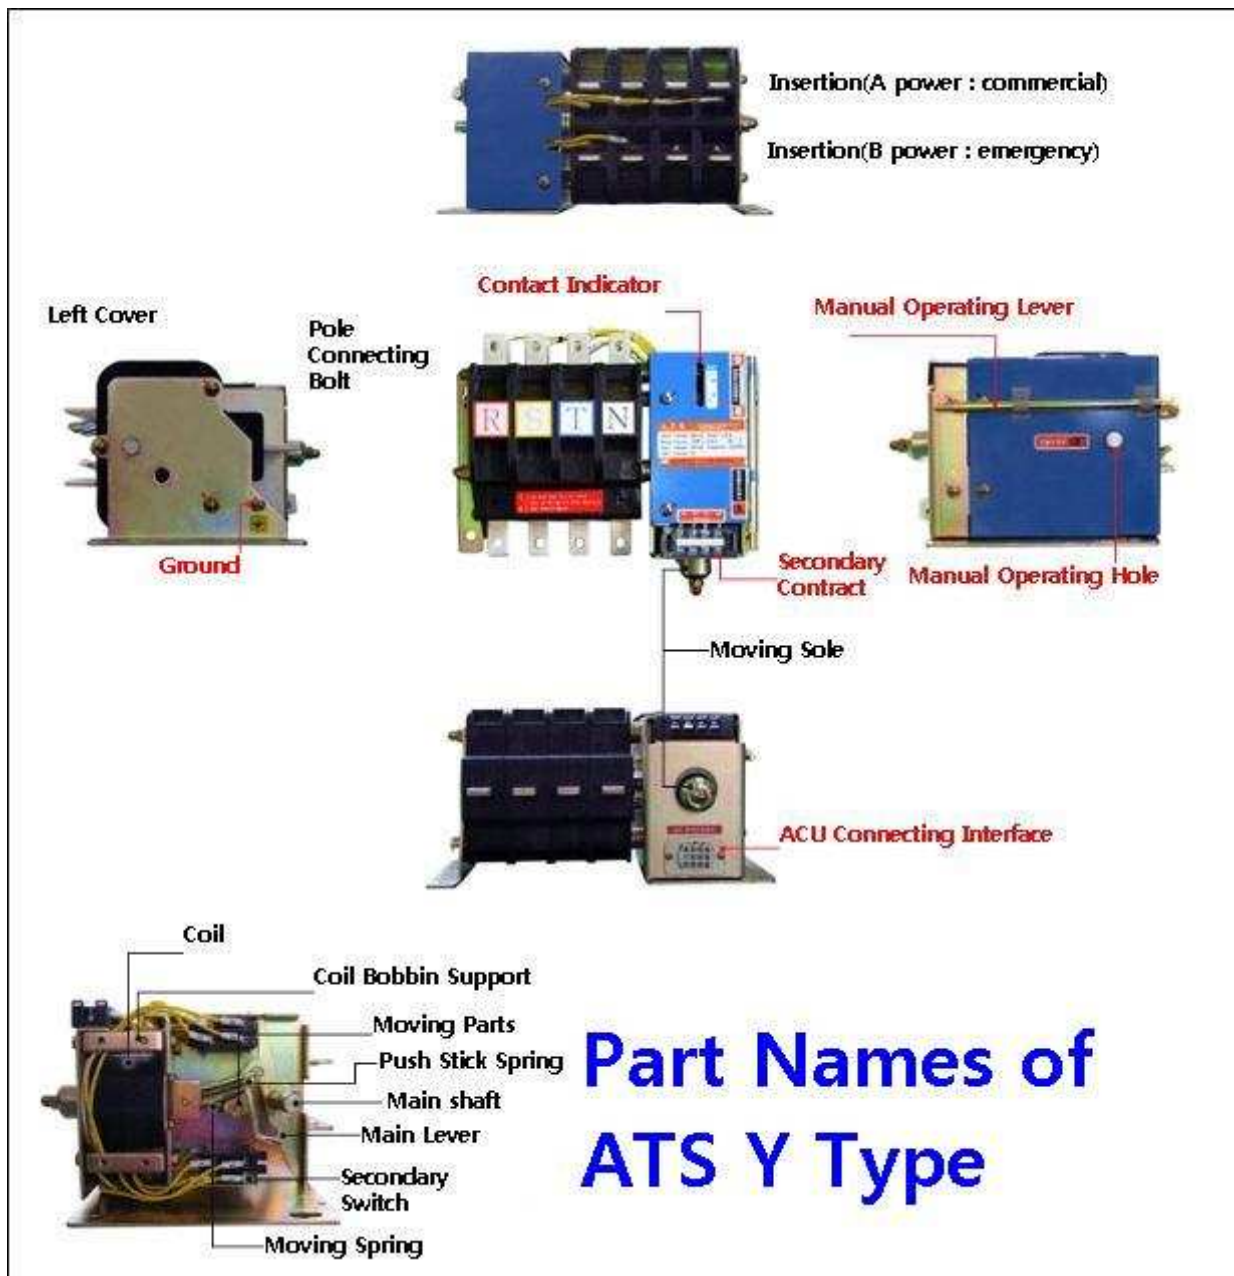 Insertion(A power : commercial)
Insertion(B power : emergency)
Contact Indicator
Manual Operating Lever
Left Cover
Pole
Connecting
Bolt
R S T N
Ground
Secondary
Contract
Manual Operating Hole
Moving Sole
ACU Connecting Interface
Coil
Coil Bobbin Support
Moving Parts
Push Stick Spring
Main shaft
Main Lever
Secondary
Switch
Moving Spring
Part Names of
ATS Y Type